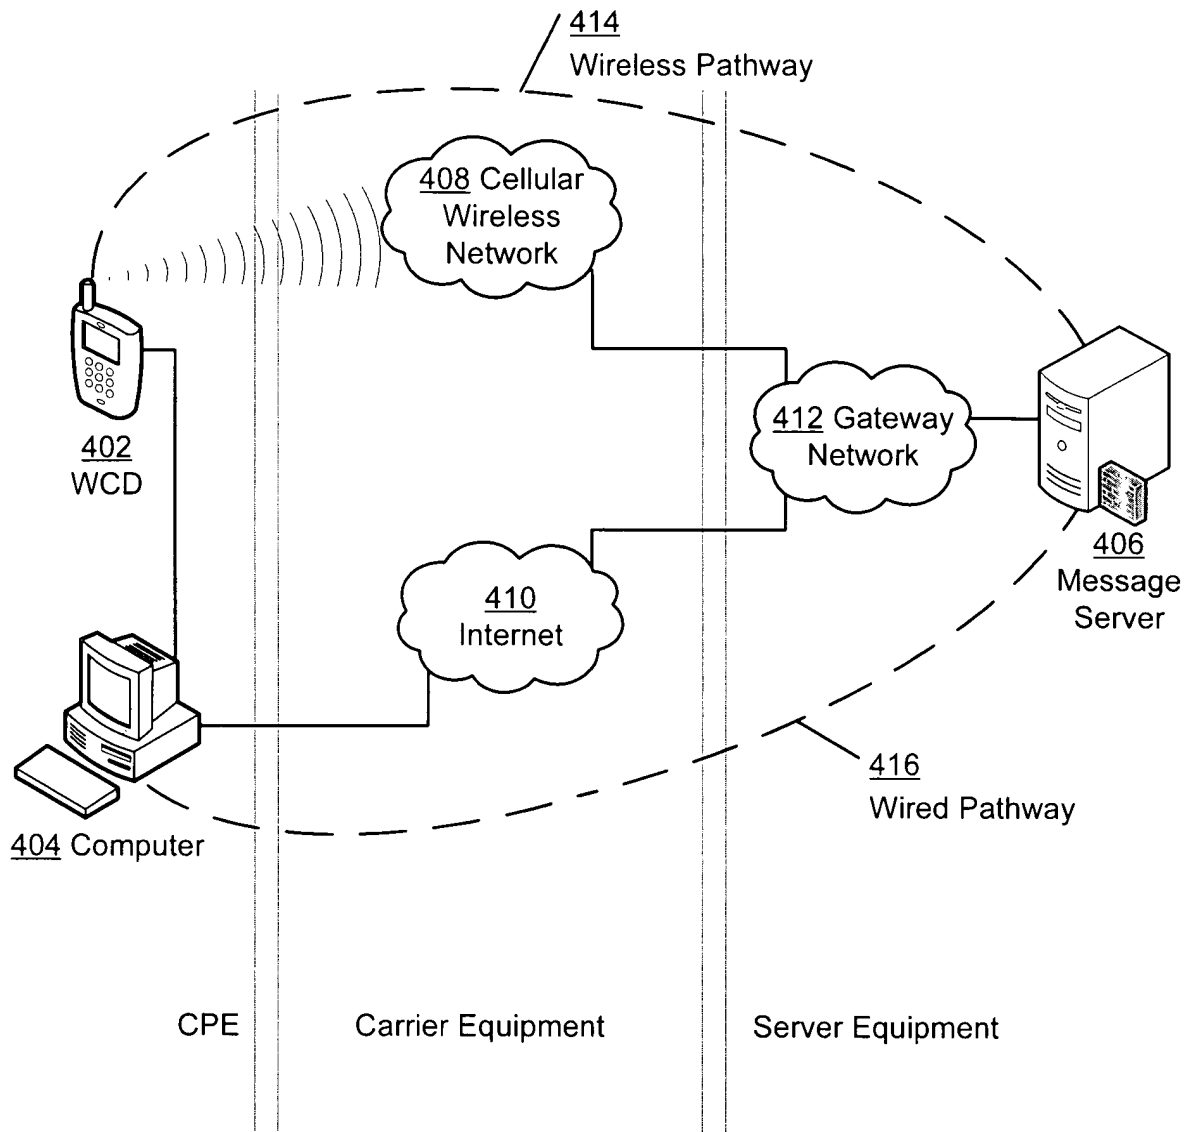 414
Wireless Pathway
408 Cellular
Wireless
Network
402
WCD
412 Gateway
Network
406
Message
Server
410
Internet
416
Wired Pathway
404 Computer
CPE
Carrier Equipment
Server Equipment